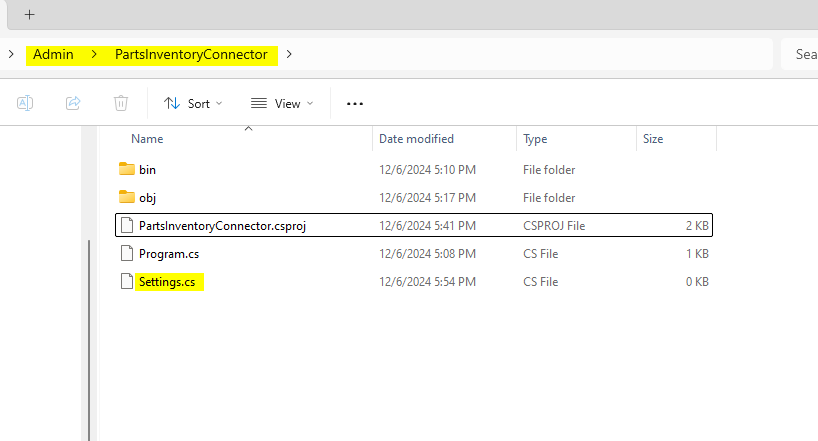 Admin > PartsInventoryConnector > Sea
Sort View ...
Name Date modified Type Size
bin 12/6/2024 5:10 PM File folder
obj 12/6/2024 5:17 PM File folder
PartsInventoryConnector.csproj 12/6/2024 5:41 PM CSPROJ File 2 KB
Program.cs 12/6/2024 5:08 PM CS File 1 KB
Settings.cs 12/6/2024 5:54 PM CS File 0 KB